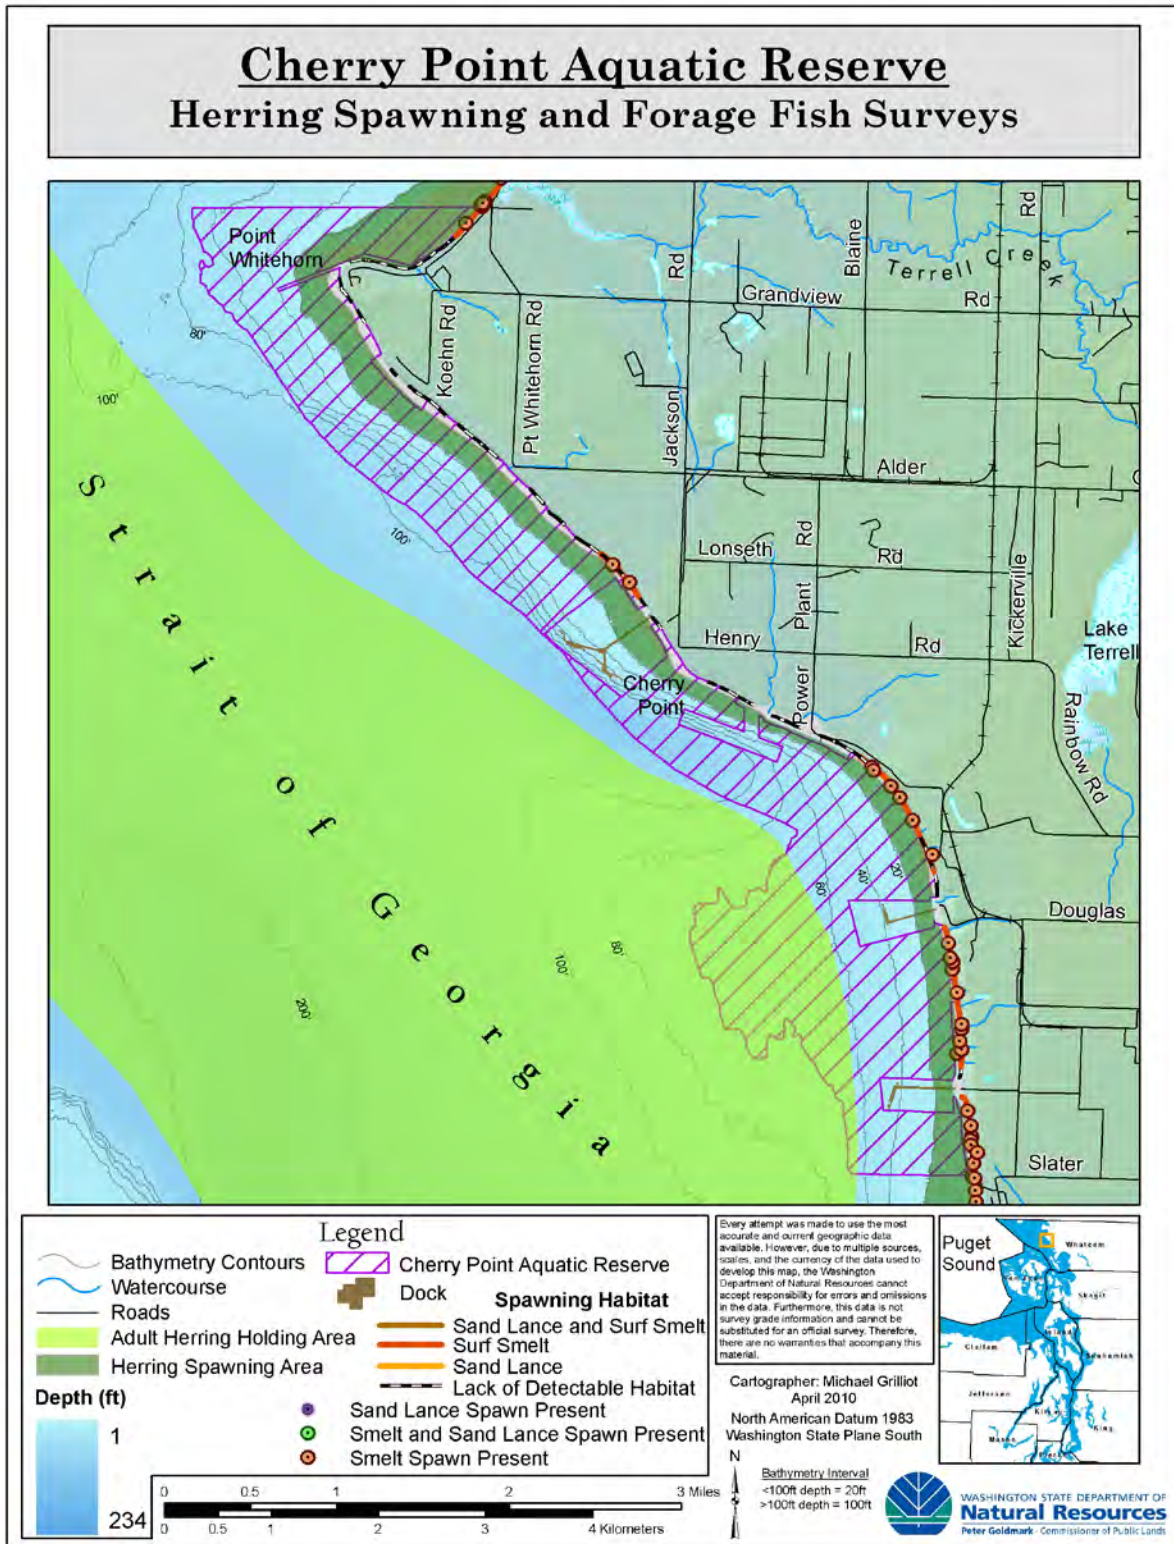 Cherry Point Aquatic Reserve
Herring Spawning and Forage Fish Surveys
Point
Whitehorn
80'
100'
Koehn Rd
Pt Whitehorn Rd
Rd
Jackson
Blaine
Grandview
Rd
Terrell Creek
Rd
Alder
100'
Lonseth
Rd
Rd
Plant
Power
Kickerville
Henry
Rd
Lake
Terrell
Rainbow Rd
Cherry
Point
Strait of Georgia
20'
40'
80'
Douglas
80'
100'
200'
Slater
Legend
Bathymetry Contours
Watercourse
Roads
Adult Herring Holding Area
Herring Spawning Area
Depth (ft)
1
234
Cherry Point Aquatic Reserve
Dock
Spawning Habitat
Sand Lance and Surf Smelt
Surf Smelt
Sand Lance
Lack of Detectable Habitat
Sand Lance Spawn Present
Smelt and Sand Lance Spawn Present
Smelt Spawn Present
0 0.5 1 2 3 Miles
0 0.5 1 2 3 4 Kilometers
Every attempt was made to use the most
accurate and current geographic data
available. However, due to multiple sources,
scales, and the currency of the data used to
develop this map, the Washington
Department of Natural Resources cannot
accept responsibility for errors and omissions
in the data. Furthermore, this data is not
survey grade information and cannot be
substituted for an official survey. Therefore,
there are no warranties that accompany this
material.
Cartographer: Michael Grilliot
April 2010
North American Datum 1983
Washington State Plane South
N
Bathymetry Interval
<100ft depth = 20ft
>100ft depth = 100ft
Puget
Sound
Whatcom
Skagit
Island
Snohomish
Clallam
Jefferson
King
Mason
WASHINGTON STATE DEPARTMENT OF
Natural Resources
Peter Goldmark - Commissioner of Public Lands